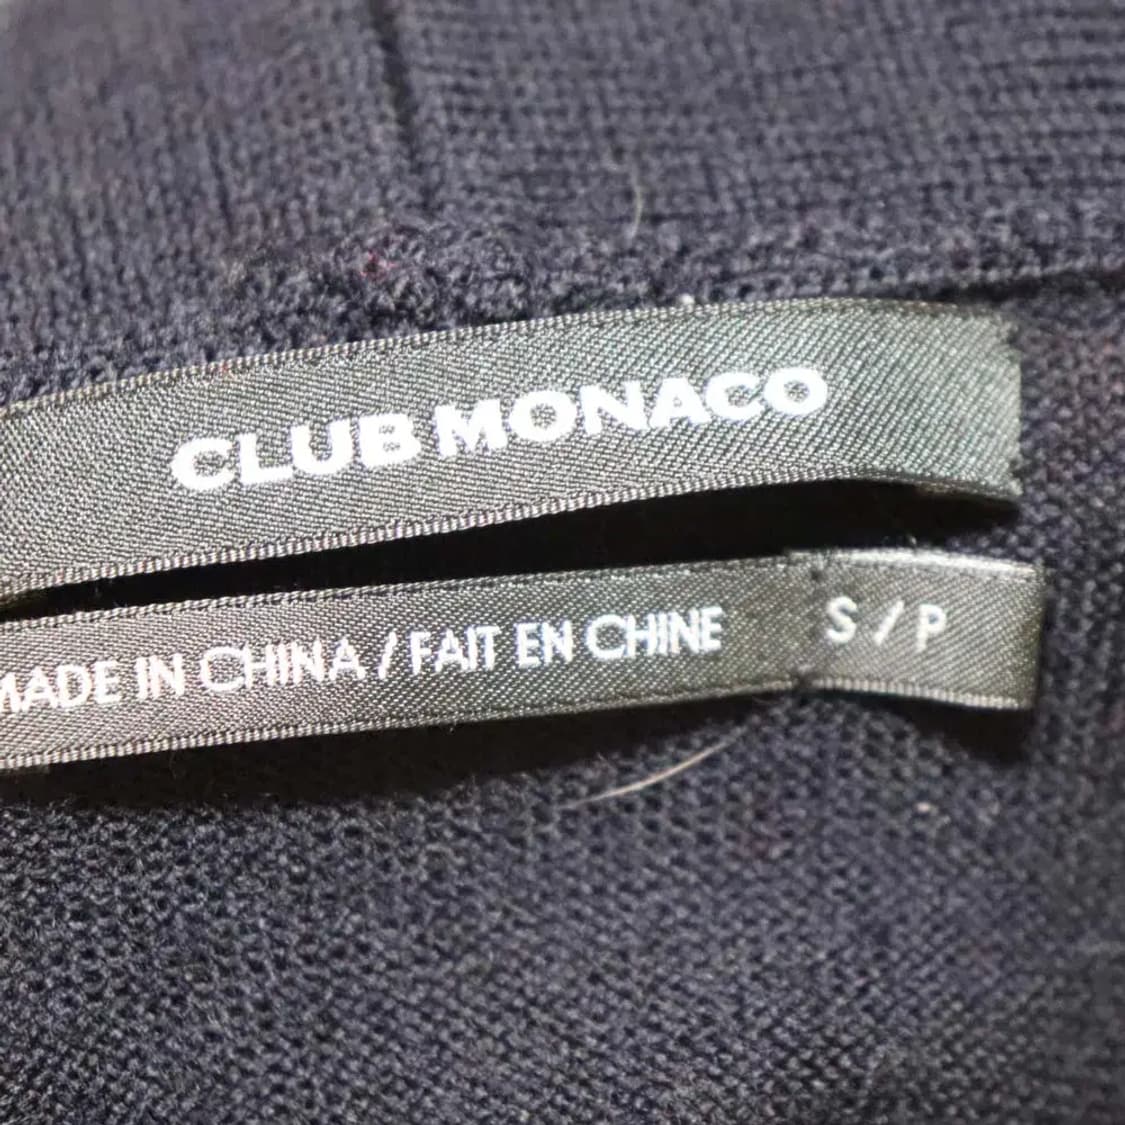 CLUB MONACO
MADE IN CHINA / FAIT EN CHINE
S / P